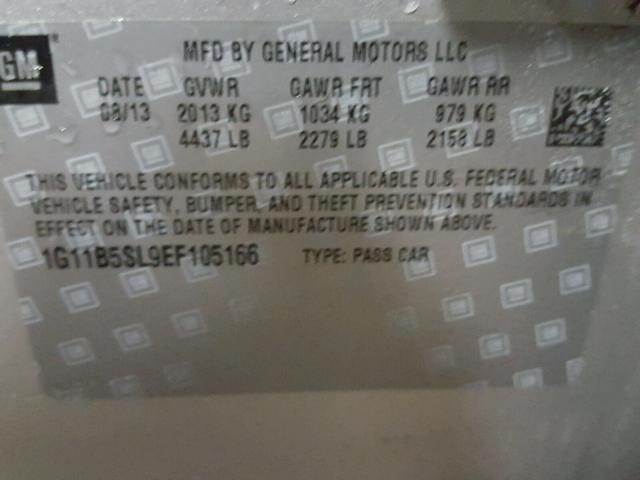 GM
MFD BY GENERAL MOTORS LLC
DATE GVWR GAWR FRT GAWR RR
08/13 2013 KG 1034 KG 979 KG
4437 LB 2279 LB 2158 LB
THIS VEHICLE CONFORMS TO ALL APPLICABLE U.S. FEDERAL MOTOR
VEHICLE SAFETY, BUMPER, AND THEFT PREVENTION STANDARDS IN
EFFECT ON THE DATE OF MANUFACTURE SHOWN ABOVE.
1G11B5SL9EF105166 TYPE: PASS CAR